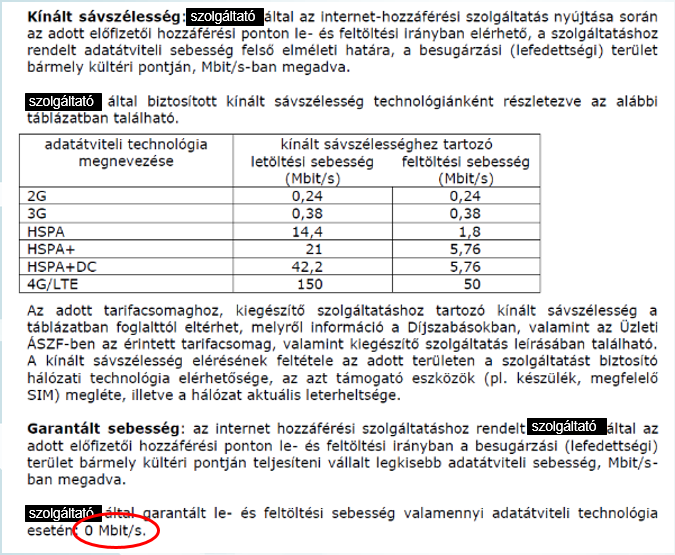 Kínált sávszélesség: szolgáltató által az internet-hozzáférési szolgáltatás nyújtása során
az adott előfizetői hozzáférési ponton le- és feltöltési irányban elérhető, a szolgáltatáshoz
rendelt adatátviteli sebesség felső elméleti határa, a besugárzási (lefedettségi) terület
bármely kültéri pontján, Mbit/s-ban megadva.
szolgáltató által biztosított kínált sávszélesség technológiánként részletezve az alábbi
táblázatban található.
adatátviteli technológia kínált sávszélességhez tartozó
megnevezése letöltési sebesség feltöltési sebesség
(Mbit/s) (Mbit/s)
2G 0,24 0,24
3G 0,38 0,38
HSPA 14,4 1,8
HSPA+ 21 5,76
HSPA+DC 42,2 5,76
4G/LTE 150 50
Az adott tarifacsomaghoz, kiegészítő szolgáltatáshoz tartozó kínált sávszélesség a
táblázatban foglalttól eltérhet, melyről információ a Díjszabásokban, valamint az Üzleti
ÁSZF-ben az érintett tarifacsomag, valamint kiegészítő szolgáltatás leírásában található.
A kínált sávszélesség elérésének feltétele az adott területen a szolgáltatást biztosító
hálózati technológia elérhetősége, az azt támogató eszközök (pl. készülék, megfelelő
SIM) megléte, illetve a hálózat aktuális leterheltsége.
Garantált sebesség: az internet hozzáférési szolgáltatáshoz rendelt szolgáltató által az
adott előfizetői hozzáférési ponton le- és feltöltési irányban a besugárzási (lefedettségi)
terület bármely kültéri pontján teljesíteni vállalt legkisebb adatátviteli sebesség, Mbit/s-
ban megadva.
szolgáltató által garantált le- és feltöltési sebesség valamennyi adatátviteli technológia
esetén: 0 Mbit/s.